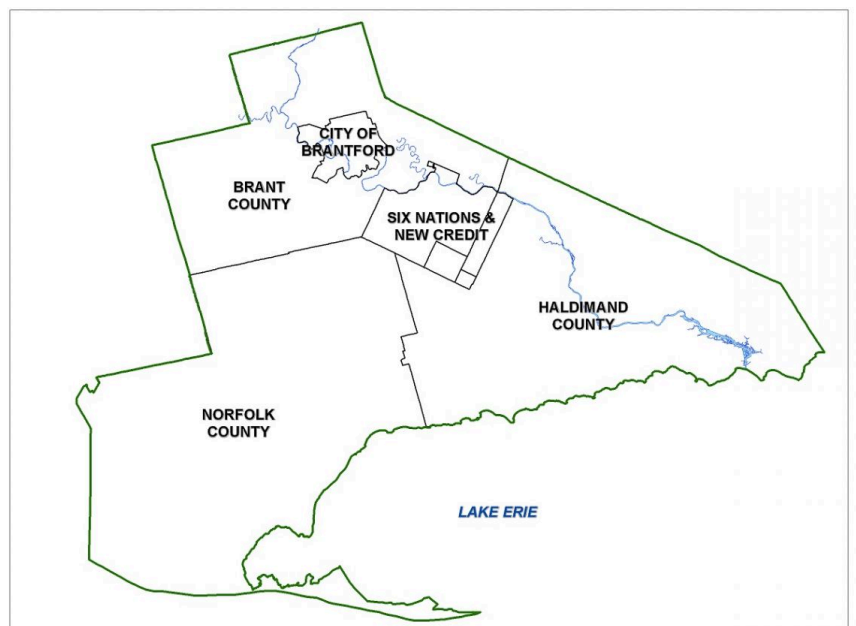 CITY OF
BRANTFORD
BRANT
COUNTY
SIX NATIONS &
NEW CREDIT
HALDIMAND
COUNTY
NORFOLK
COUNTY
LAKE ERIE